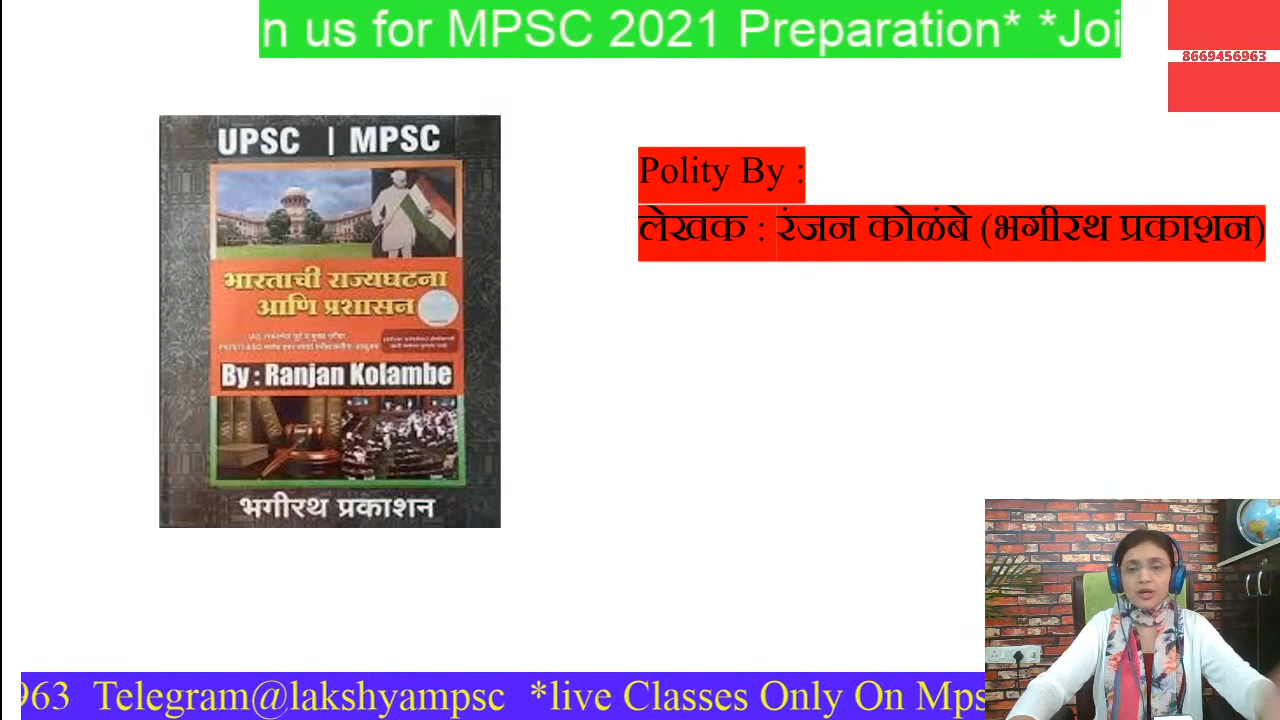 n us for MPSC 2021 Preparation* *Joi
8669456963
UPSC | MPSC
Polity By :
लेखक : रंजन कोळंबे (भगीरथ प्रकाशन)
भारताची राज्यघटना
आणि प्रशासन
By : Ranjan Kolambe
भगीरथ प्रकाशन
963 Telegram@lakshyampsc *live Classes Only On Mps